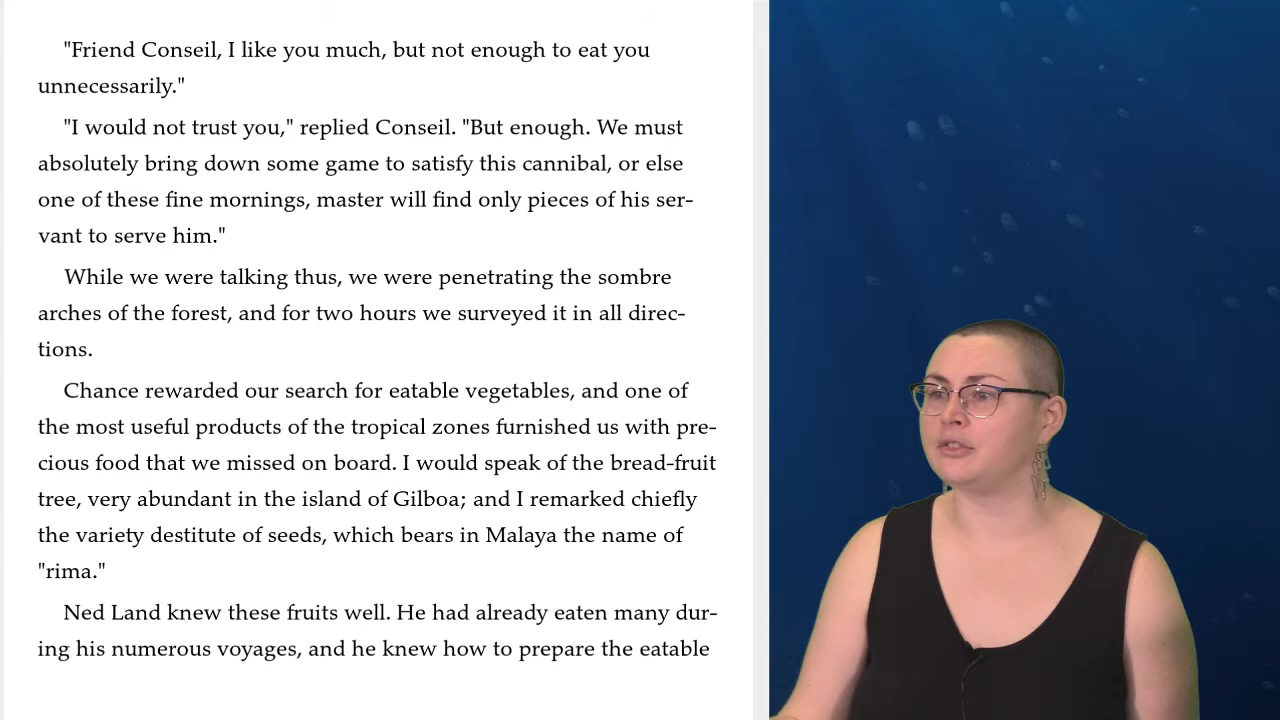 "Friend Conseil, I like you much, but not enough to eat you
unnecessarily."
"I would not trust you," replied Conseil. "But enough. We must
absolutely bring down some game to satisfy this cannibal, or else
one of these fine mornings, master will find only pieces of his ser-
vant to serve him."
While we were talking thus, we were penetrating the sombre
arches of the forest, and for two hours we surveyed it in all direc-
tions.
Chance rewarded our search for eatable vegetables, and one of
the most useful products of the tropical zones furnished us with pre-
cious food that we missed on board. I would speak of the bread-fruit
tree, very abundant in the island of Gilboa; and I remarked chiefly
the variety destitute of seeds, which bears in Malaya the name of
"rima."
Ned Land knew these fruits well. He had already eaten many dur-
ing his numerous voyages, and he knew how to prepare the eatable